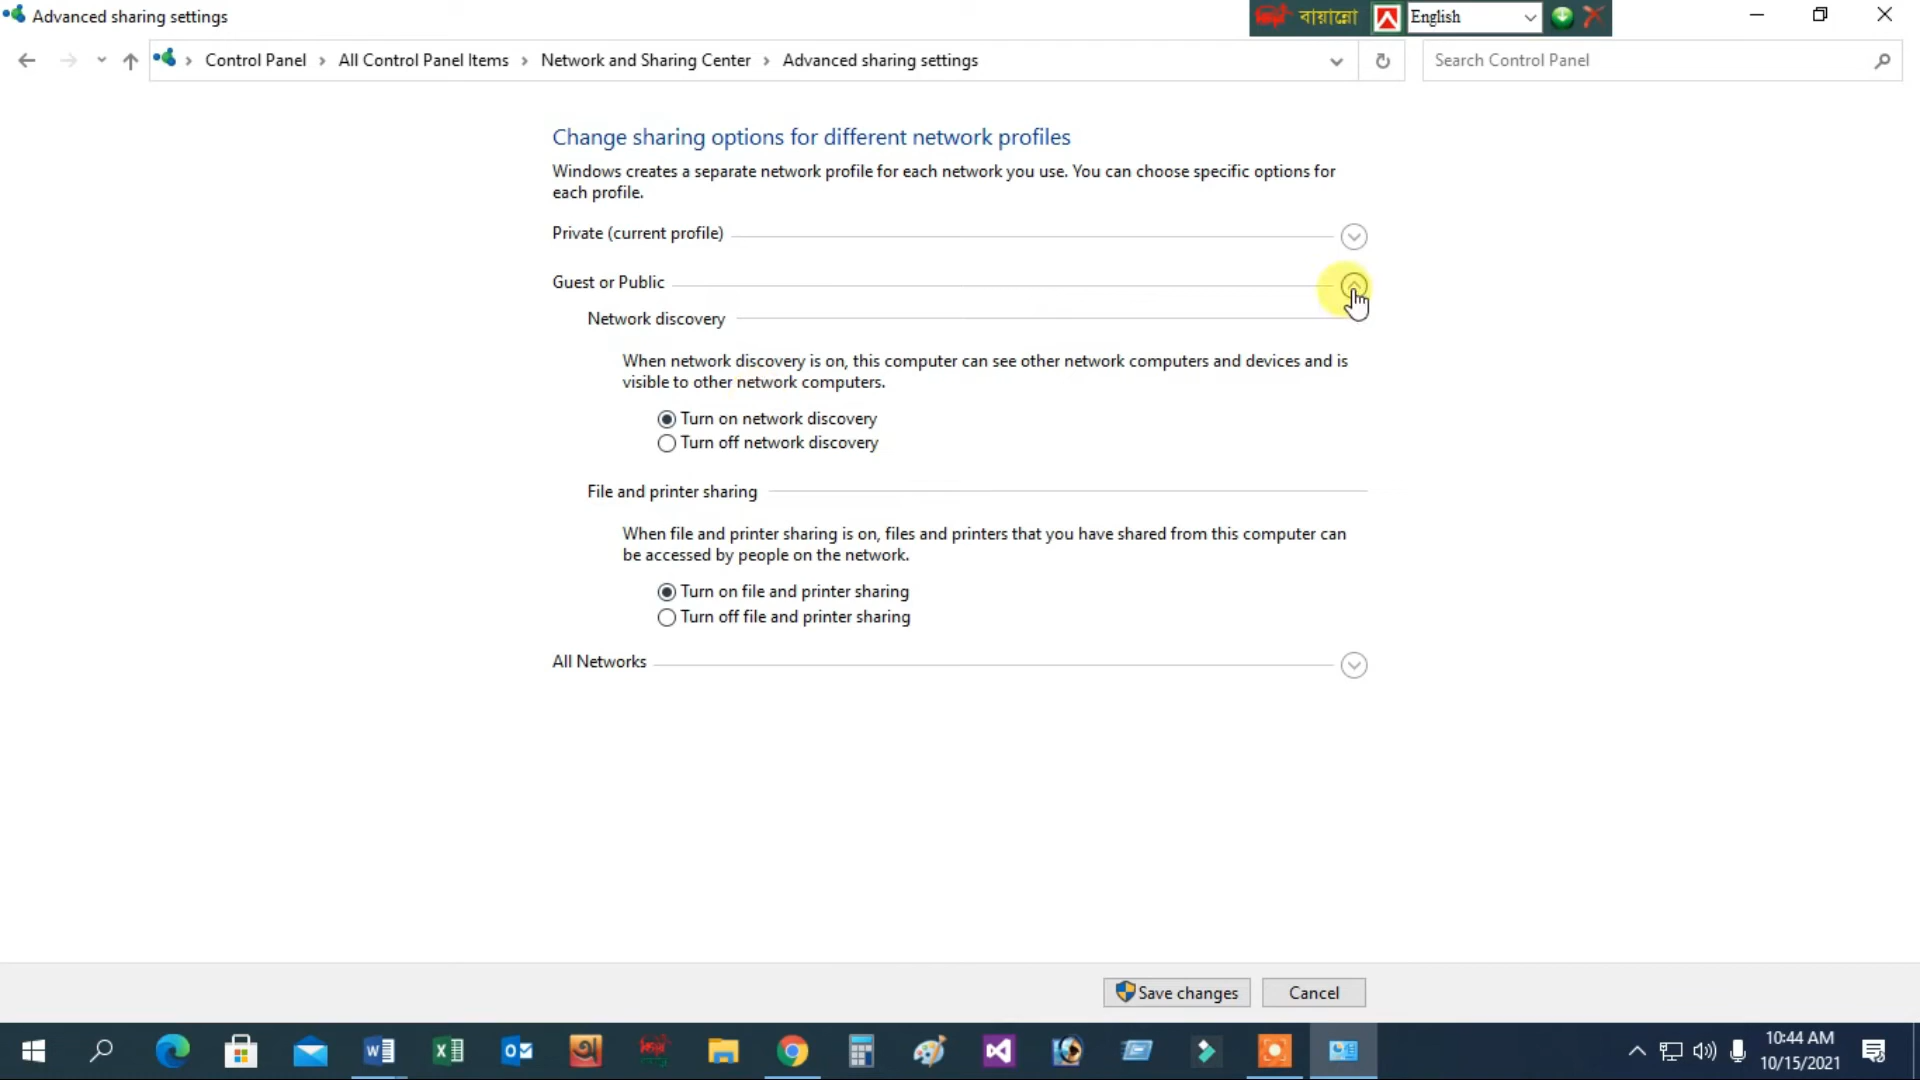 Advanced sharing settings
বায়ান্নো
English
Control Panel
All Control Panel Items
Network and Sharing Center
Advanced sharing settings
Search Control Panel
Change sharing options for different network profiles
Windows creates a separate network profile for each network you use. You can choose specific options for
each profile.
Private (current profile)
Guest or Public
Network discovery
When network discovery is on, this computer can see other network computers and devices and is
visible to other network computers.
Turn on network discovery
Turn off network discovery
File and printer sharing
When file and printer sharing is on, files and printers that you have shared from this computer can
be accessed by people on the network.
Turn on file and printer sharing
Turn off file and printer sharing
All Networks
Save changes
Cancel
10:44 AM
10/15/2021